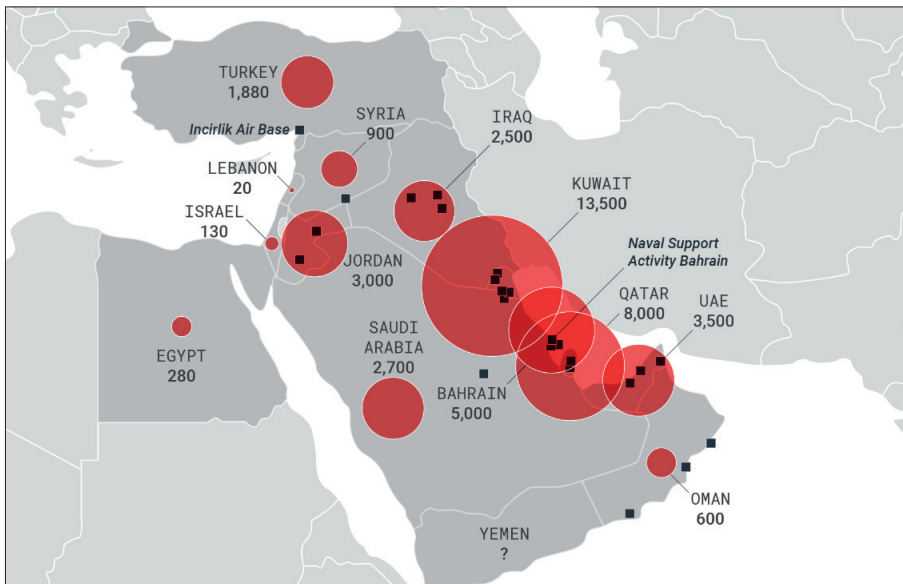 TURKEY
1,880
Incirlik Air Base
SYRIA
900
IRAQ
2,500
LEBANON
20
KUWAIT
13,500
ISRAEL
130
Naval Support
Activity Bahrain
JORDAN
3,000
QATAR
8,000
UAE
3,500
SAUDI
ARABIA
2,700
EGYPT
280
BAHRAIN
5,000
OMAN
600
YEMEN
?